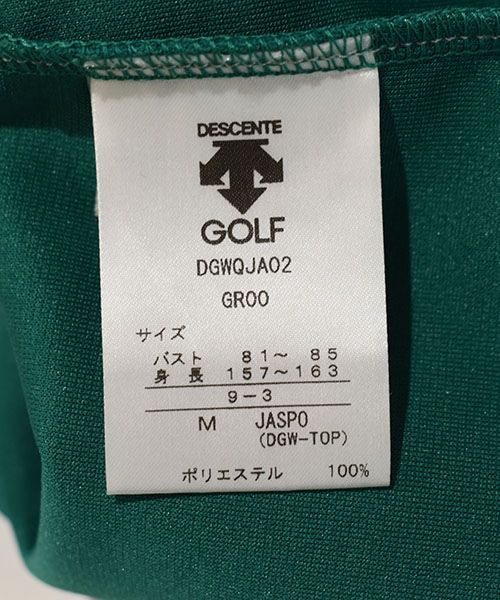 DESCENTE
GOLF
DGWQJA02
GR00
サイズ
バスト 81～ 85
身 長 157～163
9－3
M JASPO
(DGW-TOP)
ポリエステル 100%